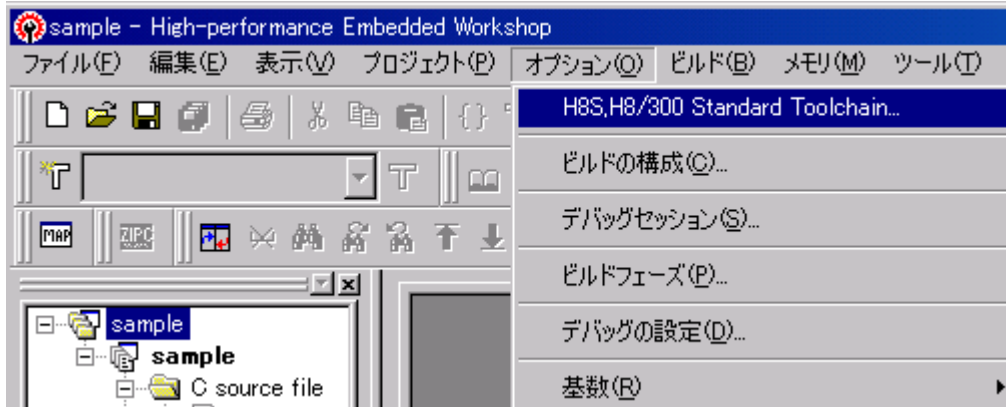 sample - High-performance Embedded Workshop
ファイル(F) 編集(E) 表示(V) プロジェクト(P) オプション(O) ビルド(B) メモリ(M) ツール(T)
H8S,H8/300 Standard Toolchain...
ビルドの構成(C)...
MAP ZIPC
デバッグセッション(S)...
ビルドフェーズ(P)...
sample
デバッグの設定(D)...
sample
C source file
基数(R)